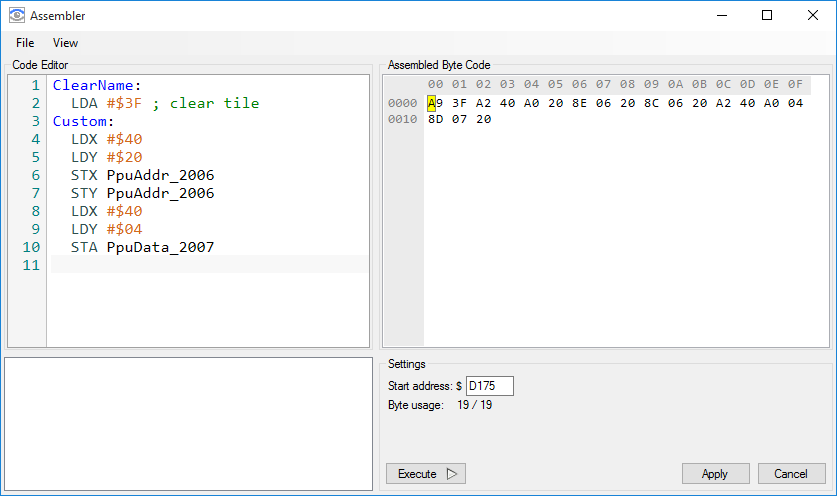 Assembler
File View
Code Editor
1 ClearName:
2 LDA #$3F ; clear tile
3 Custom:
4 LDX #$40
5 LDY #$20
6 STX PpuAddr_2006
7 STY PpuAddr_2006
8 LDX #$40
9 LDY #$04
10 STA PpuData_2007
11
Assembled Byte Code
00 01 02 03 04 05 06 07 08 09 0A 0B 0C 0D 0E 0F
0000 A9 3F A2 40 A0 20 8E 06 20 8C 06 20 A2 40 A0 04
0010 8D 07 20
Settings
Start address: $ D175
Byte usage: 19 / 19
Execute
Apply
Cancel